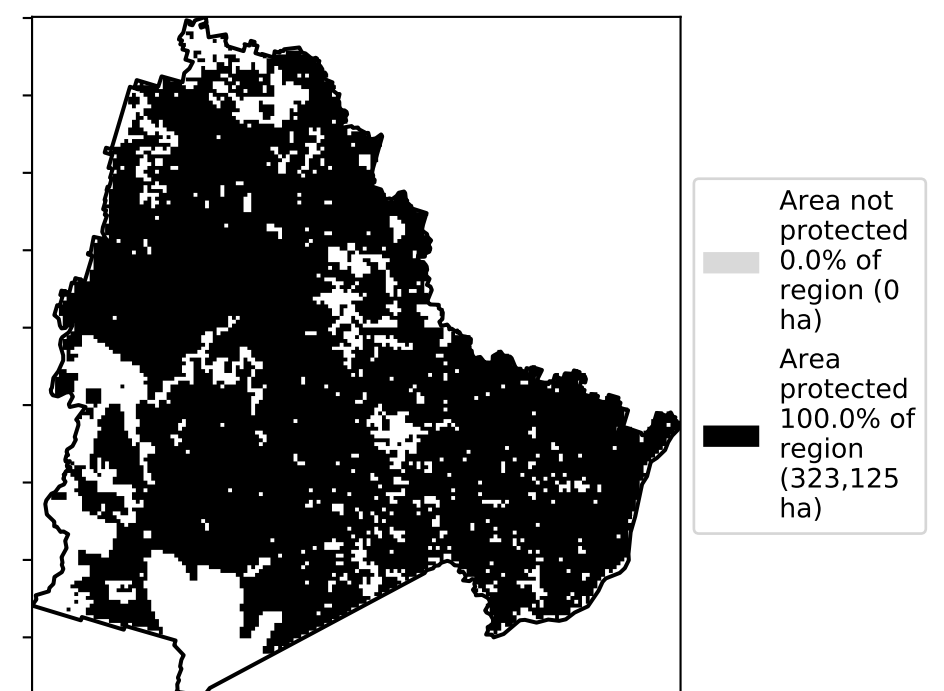 Area not
protected
0.0% of
region (0
ha)
Area
protected
100.0% of
region
(323,125
ha)